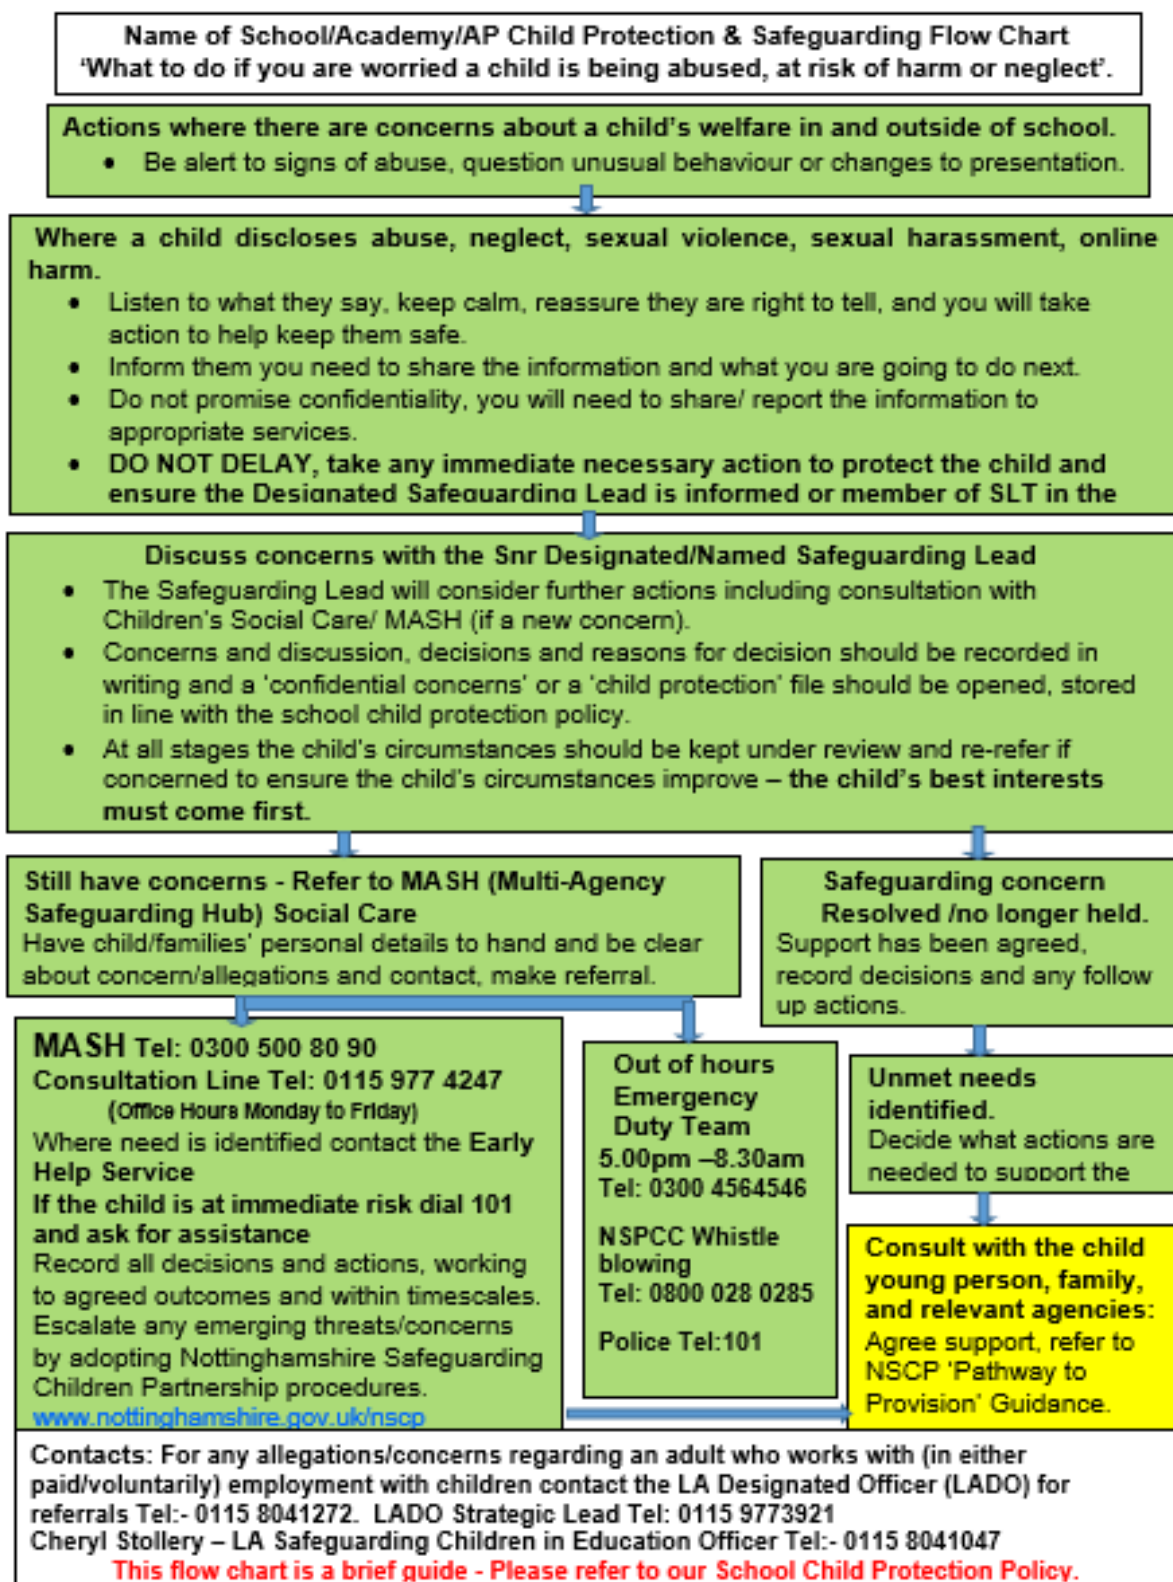 Name of School/Academy/AP Child Protection & Safeguarding Flow Chart
‘What to do if you are worried a child is being abused, at risk of harm or neglect’.
Actions where there are concerns about a child’s welfare in and outside of school.
• Be alert to signs of abuse, question unusual behaviour or changes to presentation.
Where a child discloses abuse, neglect, sexual violence, sexual harassment, online
harm.
• Listen to what they say, keep calm, reassure they are right to tell, and you will take
action to help keep them safe.
• Inform them you need to share the information and what you are going to do next.
• Do not promise confidentiality, you will need to share/ report the information to
appropriate services.
• DO NOT DELAY, take any immediate necessary action to protect the child and
ensure the Designated Safeguarding Lead is informed or member of SLT in the
Discuss concerns with the Snr Designated/Named Safeguarding Lead
• The Safeguarding Lead will consider further actions including consultation with
Children’s Social Care/ MASH (if a new concern).
• Concerns and discussion, decisions and reasons for decision should be recorded in
writing and a ‘confidential concerns’ or a ‘child protection’ file should be opened, stored
in line with the school child protection policy.
• At all stages the child’s circumstances should be kept under review and re-refer if
concerned to ensure the child’s circumstances improve – the child’s best interests
must come first.
Still have concerns - Refer to MASH (Multi-Agency
Safeguarding Hub) Social Care
Have child/families’ personal details to hand and be clear
about concern/allegations and contact, make referral.
Safeguarding concern
Resolved /no longer held.
Support has been agreed,
record decisions and any follow
up actions.
MASH Tel: 0300 500 80 90
Consultation Line Tel: 0115 977 4247
(Office Hours Monday to Friday)
Where need is identified contact the Early
Help Service
If the child is at immediate risk dial 101
and ask for assistance
Record all decisions and actions, working
to agreed outcomes and within timescales.
Escalate any emerging threats/concerns
by adopting Nottinghamshire Safeguarding
Children Partnership procedures.
www.nottinghamshire.gov.uk/nscp
Out of hours
Emergency
Duty Team
5.00pm –8.30am
Tel: 0300 4564546
NSPCC Whistle
blowing
Tel: 0800 028 0285
Police Tel:101
Unmet needs
identified.
Decide what actions are
needed to support the
Consult with the child
young person, family,
and relevant agencies:
Agree support, refer to
NSCP 'Pathway to
Provision’ Guidance.
Contacts: For any allegations/concerns regarding an adult who works with (in either
paid/voluntarily) employment with children contact the LA Designated Officer (LADO) for
referrals Tel:- 0115 8041272. LADO Strategic Lead Tel: 0115 9773921
Cheryl Stollery – LA Safeguarding Children in Education Officer Tel:- 0115 8041047
This flow chart is a brief guide - Please refer to our School Child Protection Policy.